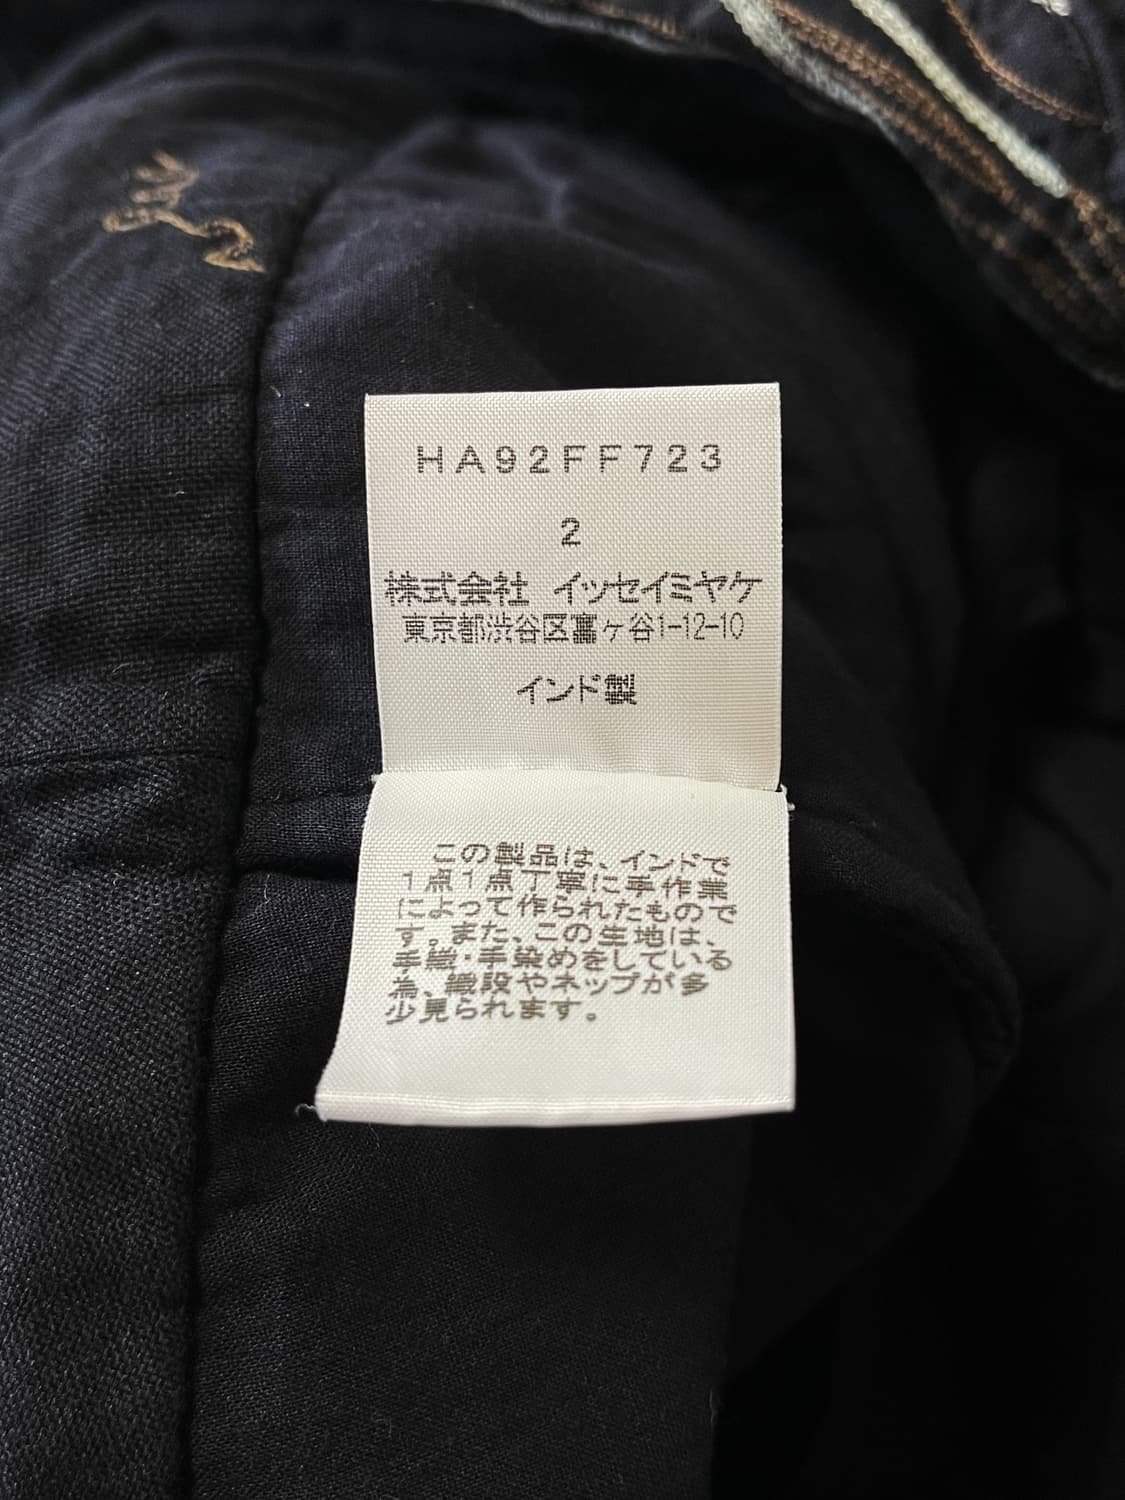 HA92FF723
2
株式会社 イッセイミヤケ
東京都渋谷区富ヶ谷1-12-10
インド製
この製品は、インドで
1点1点丁寧に手作業
によって作られたもので
す。また、この生地は、
手織・手染めをしている
為、織段やネップが多
少見られます。